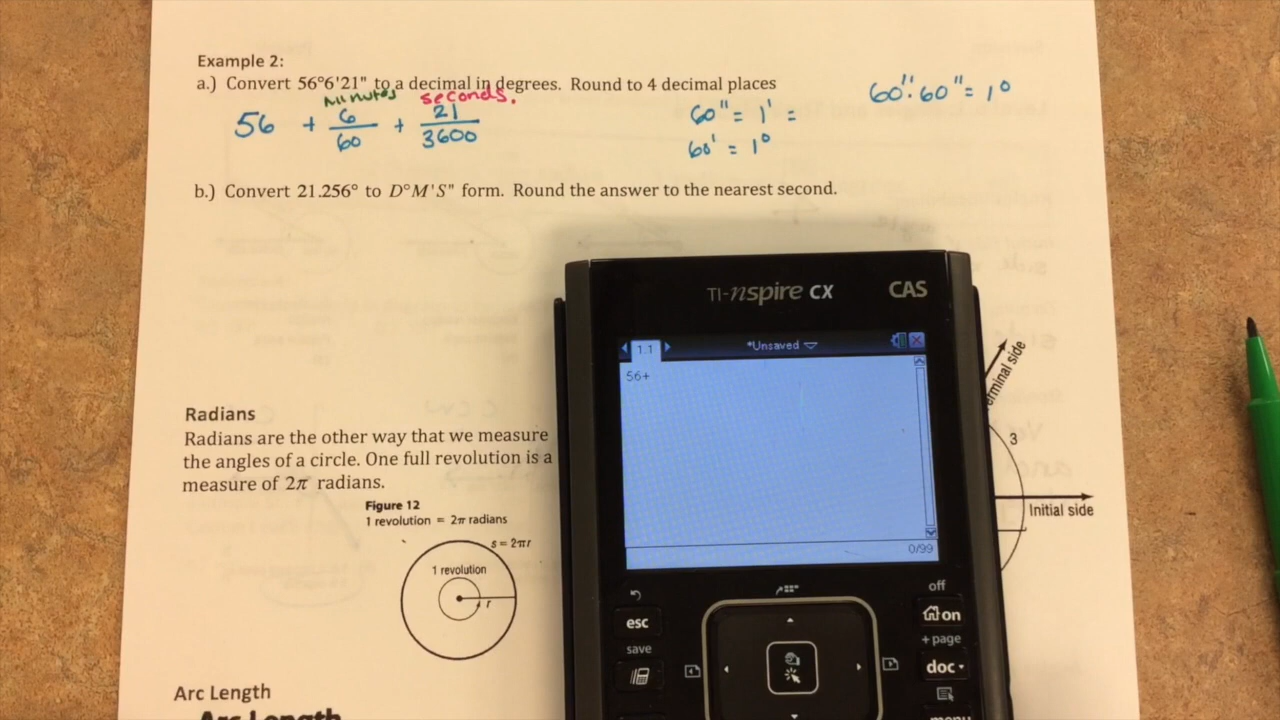 Example 2:
a.) Convert 56°6'21" to a decimal in degrees. Round to 4 decimal places
minutes seconds.
56 + 6/60 + 21/3600
60" = 1' =
60' = 1°
60'·60" = 1°
b.) Convert 21.256° to D°M'S" form. Round the answer to the nearest second.
TI-nspire CX CAS
1.1 *Unsaved
56+
0/99
Radians
Radians are the other way that we measure
the angles of a circle. One full revolution is a
measure of 2π radians.
Figure 12
1 revolution = 2π radians
s = 2πr
1 revolution
r
Terminal side
3
Initial side
off
esc
on
save
+ page
doc
menu
Arc Length
Arc Length